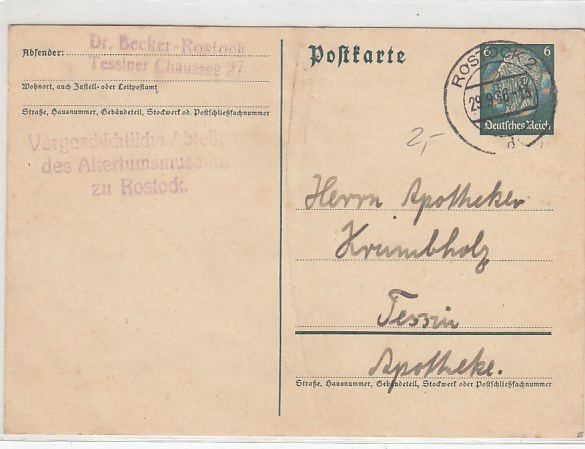 Absender:
Dr. Becker-Rostock
Tessiner Chaussee 27
Wohnort, auch Zustell- oder Leitpostamt
Straße, Hausnummer, Gebäudeteil, Stockwerk od. Postschließfachnummer
Vorgeschichtliche Abteilung
des Altertumsmuseums
zu Rostock.
Postkarte
6 6
Deutsches Reich
ROSTOCK 2
d
2,-
Herrn Apotheker
Krumbholz
Tessin
Apotheke.
Straße, Hausnummer, Gebäudeteil, Stockwerk oder Postschließfachnummer